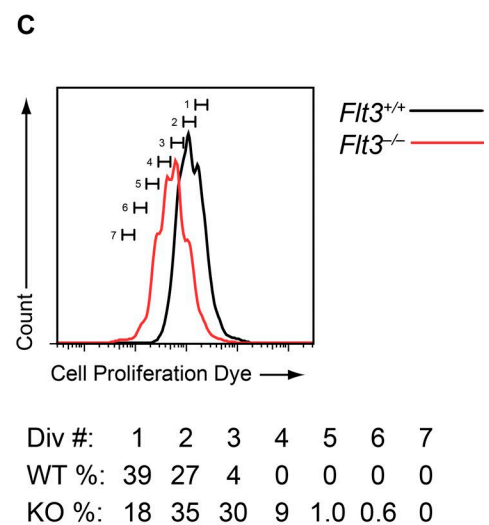 C
1
2
3
4
5
6
7
Flt3+/+
Flt3–/–
Count
Cell Proliferation Dye
Div #: 1 2 3 4 5 6 7
WT %: 39 27 4 0 0 0 0
KO %: 18 35 30 9 1.0 0.6 0